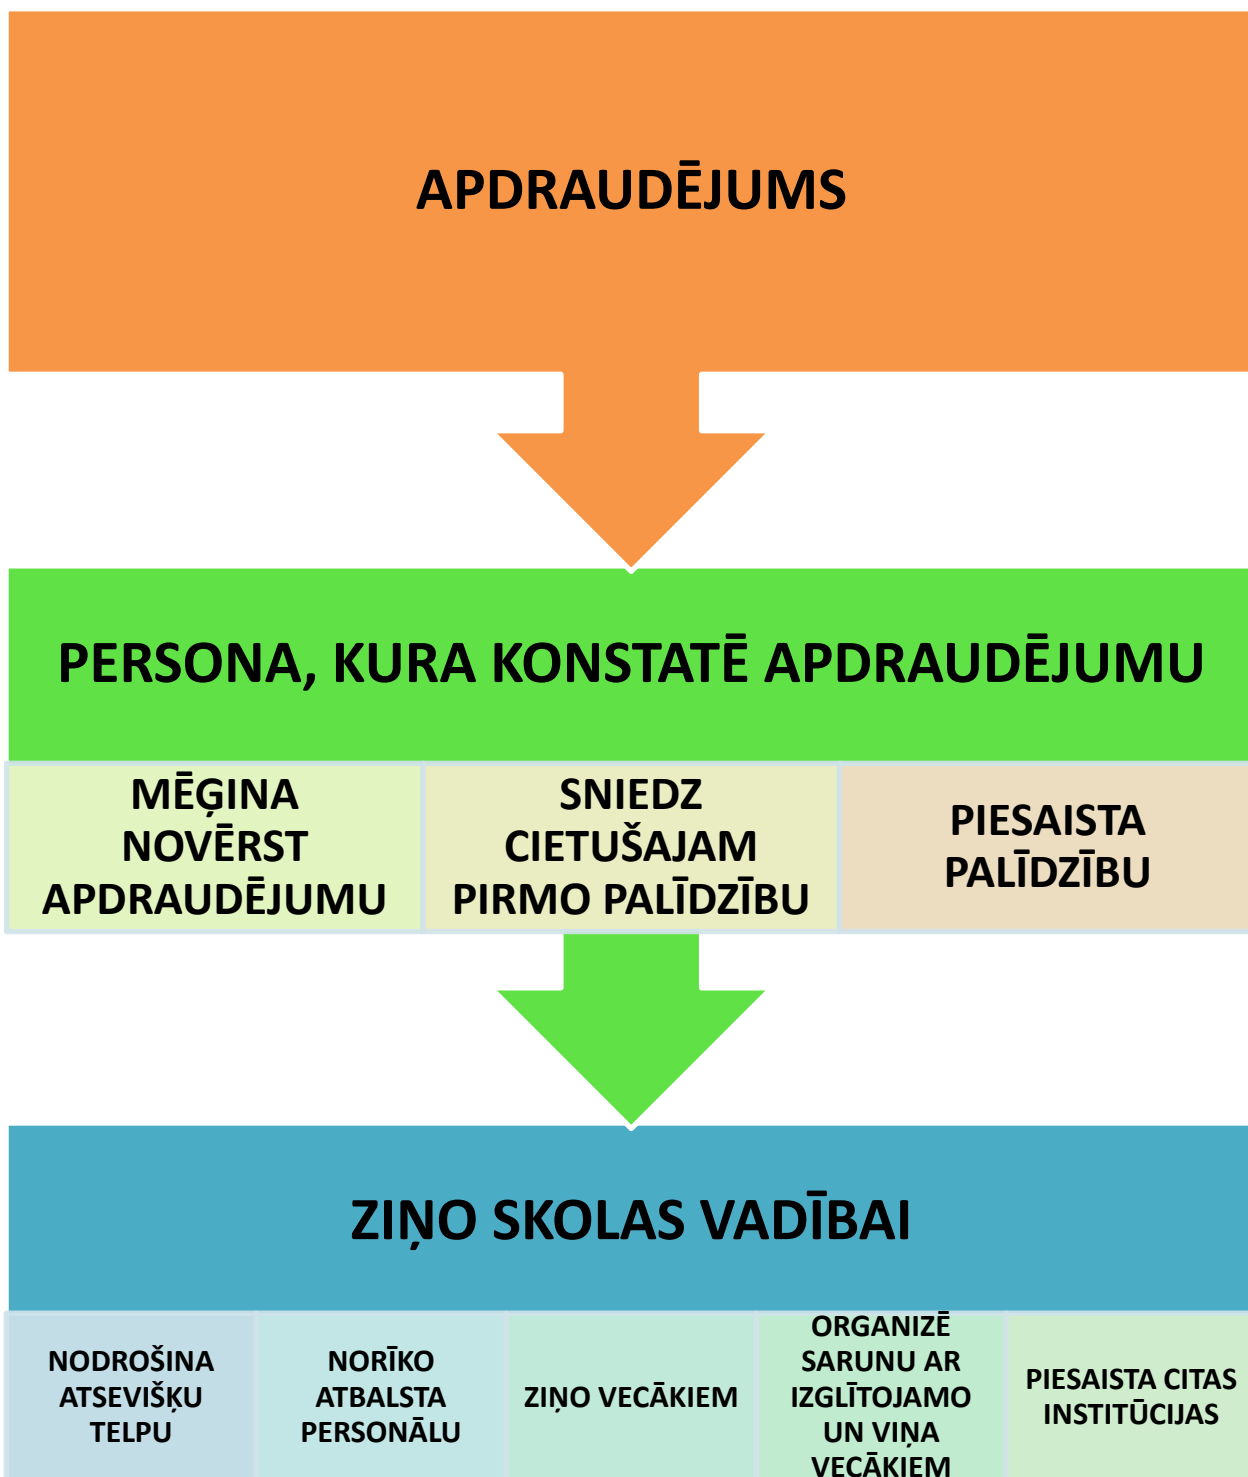 APDRAUDĒJUMS
PERSONA, KURA KONSTATĒ APDRAUDĒJUMU
MĒĢINA
NOVĒRST
APDRAUDĒJUMU
SNIEDZ
CIETUŠAJAM
PIRMO PALĪDZĪBU
PIESAISTA
PALĪDZĪBU
ZIŅO SKOLAS VADĪBAI
NODROŠINA
ATSEVIŠĶU
TELPU
NORĪKO
ATBALSTA
PERSONĀLU
ZIŅO VECĀKIEM
ORGANIZĒ
SARUNU AR
IZGLĪTOJAMO
UN VIŅA
VECĀKIEM
PIESAISTA CITAS
INSTITŪCIJAS